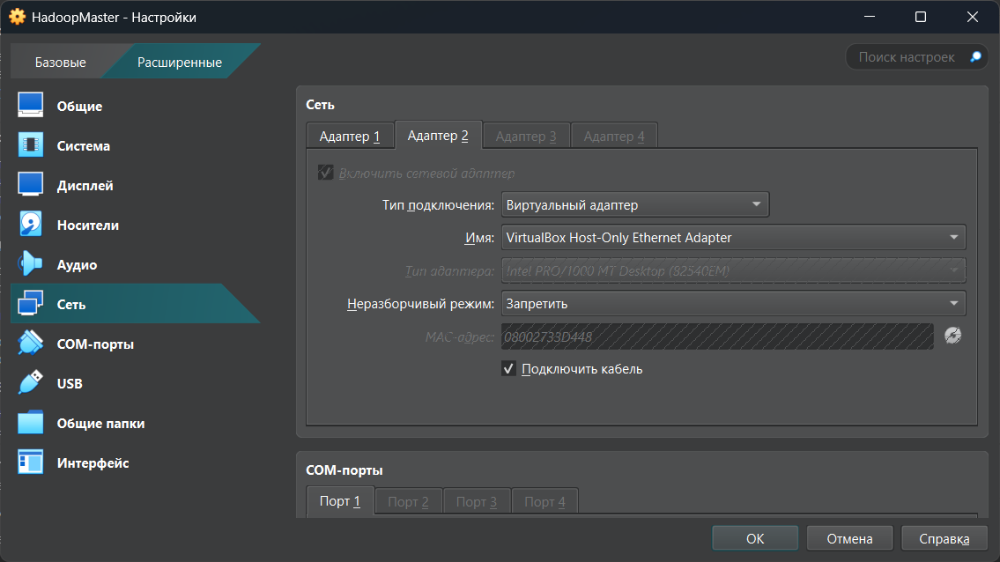 HadoopMaster - Настройки
Базовые
Расширенные
Поиск настроек
Общие
Система
Дисплей
Носители
Аудио
Сеть
COM-порты
USB
Общие папки
Интерфейс
Сеть
Адаптер 1
Адаптер 2
Адаптер 3
Адаптер 4
Включить сетевой адаптер
Тип подключения: Виртуальный адаптер
Имя: VirtualBox Host-Only Ethernet Adapter
Тип адаптера: Intel PRO/1000 MT Desktop (82540EM)
Неразборчивый режим: Запретить
MAC-адрес: 08002733D448
Подключить кабель
COM-порты
Порт 1
Порт 2
Порт 3
Порт 4
OK
Отмена
Справка